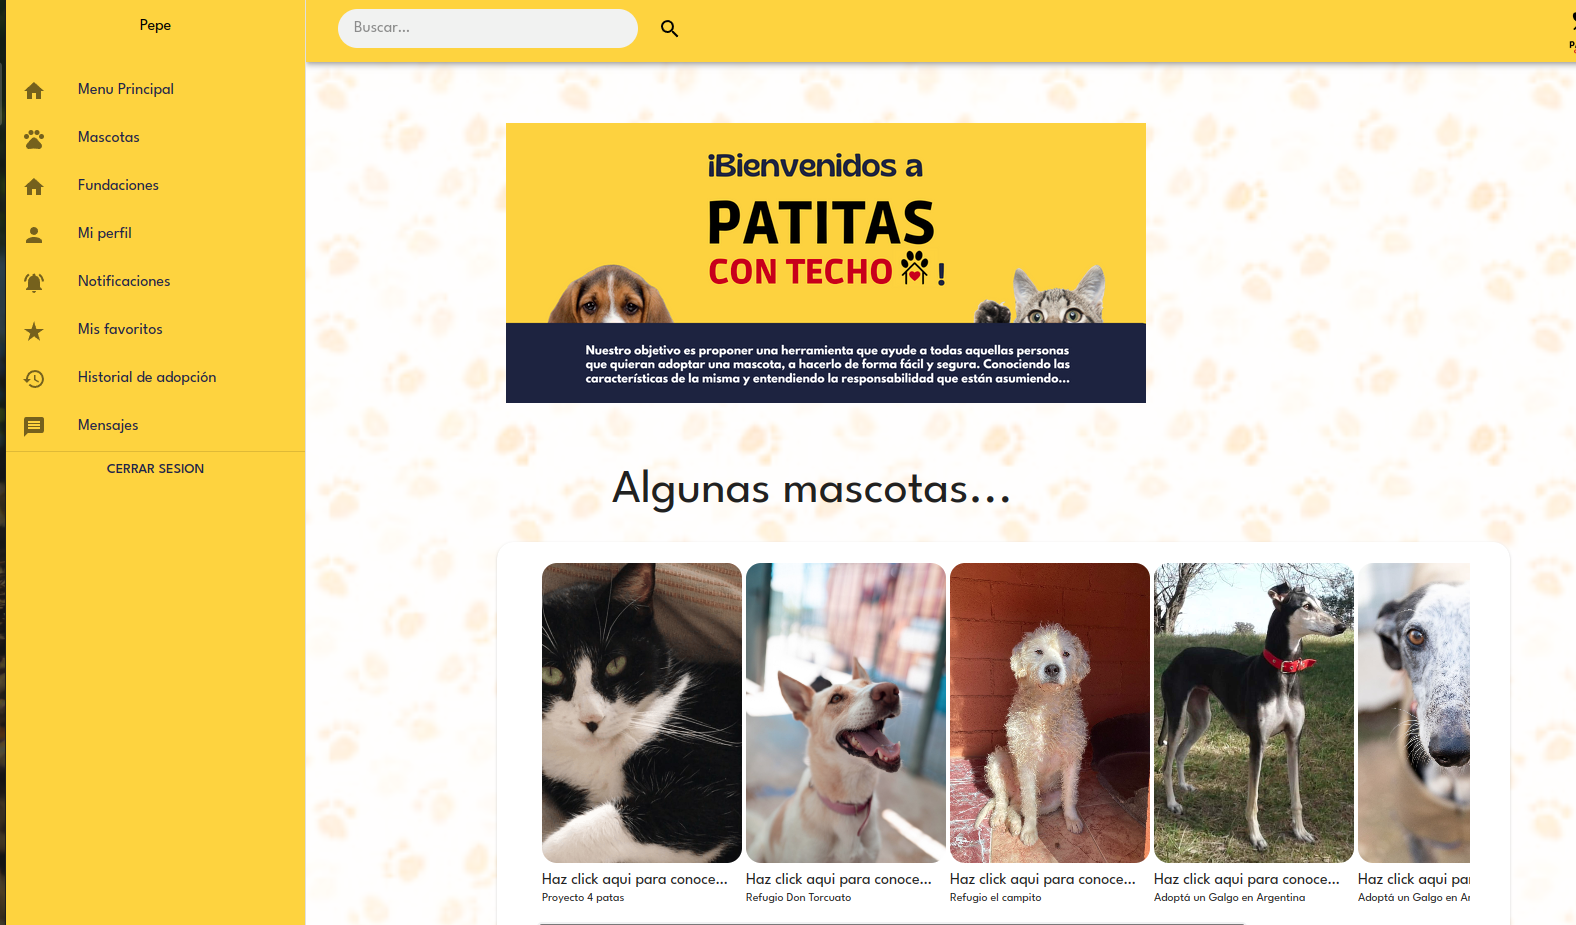 Pepe
Buscar...
Menu Principal
Mascotas
Fundaciones
Mi perfil
Notificaciones
Mis favoritos
Historial de adopción
Mensajes
CERRAR SESION
¡Bienvenidos a
PATITAS
CON TECHO !
Nuestro objetivo es proponer una herramienta que ayude a todas aquellas personas
que quieran adoptar una mascota, a hacerlo de forma fácil y segura. Conociendo las
características de la misma y entendiendo la responsabilidad que están asumiendo...
Algunas mascotas...
Haz click aqui para conoce...
Proyecto 4 patas
Haz click aqui para conoce...
Refugio Don Torcuato
Haz click aqui para conoce...
Refugio el campito
Haz click aqui para conoce...
Adoptá un Galgo en Argentina
Haz click aqui
Adoptá un Galgo en